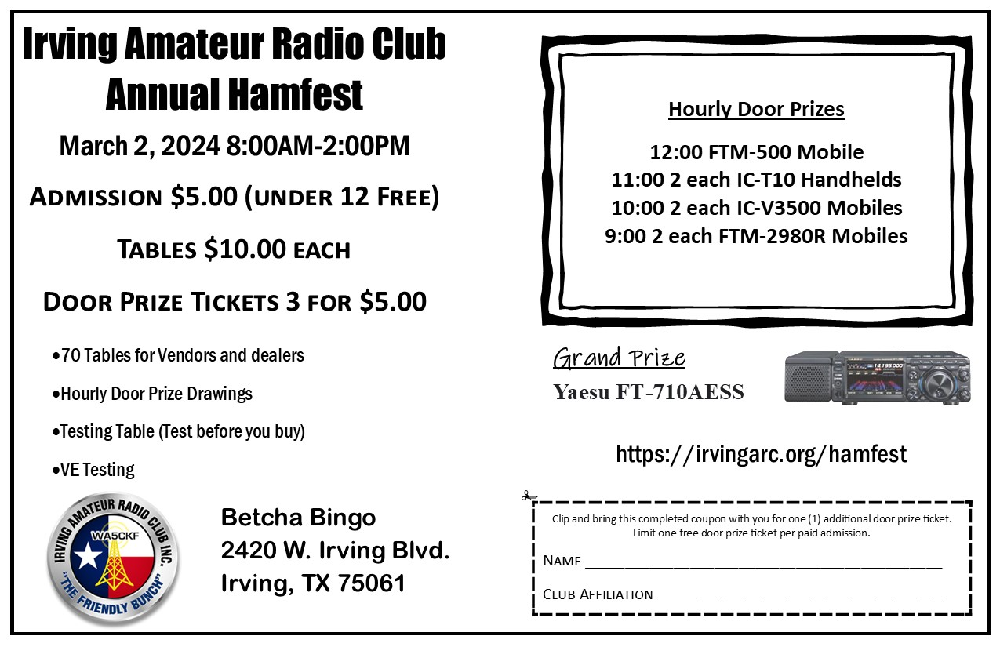 Irving Amateur Radio Club
Annual Hamfest
March 2, 2024 8:00AM-2:00PM
Admission $5.00 (under 12 Free)
Tables $10.00 each
Door Prize Tickets 3 for $5.00
•70 Tables for Vendors and dealers
•Hourly Door Prize Drawings
•Testing Table (Test before you buy)
•VE Testing
IRVING AMATEUR RADIO CLUB INC.
WA5CKF
"THE FRIENDLY BUNCH"
Betcha Bingo
2420 W. Irving Blvd.
Irving, TX 75061
Hourly Door Prizes
12:00 FTM-500 Mobile
11:00 2 each IC-T10 Handhelds
10:00 2 each IC-V3500 Mobiles
9:00 2 each FTM-2980R Mobiles
Grand Prize
Yaesu FT-710AESS
14.195.000
https://irvingarc.org/hamfest
Clip and bring this completed coupon with you for one (1) additional door prize ticket.
Limit one free door prize ticket per paid admission.
Name ____________________
Club Affiliation ____________________